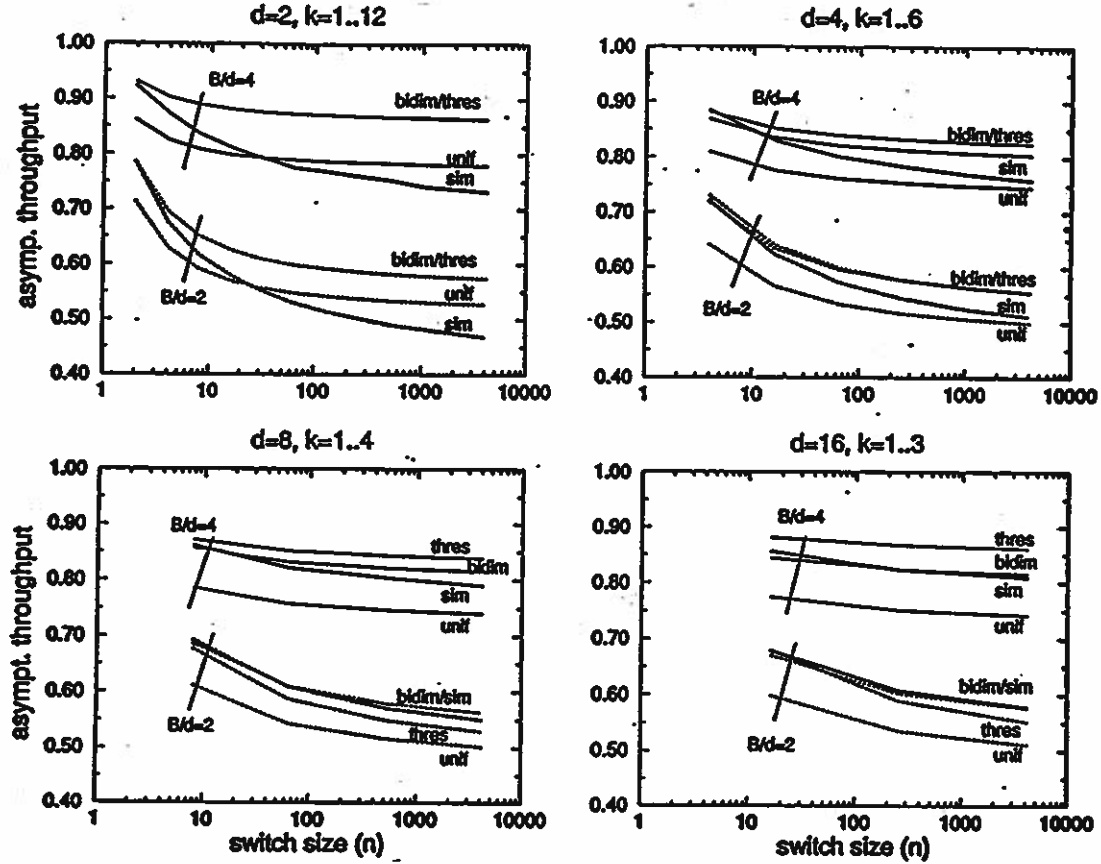 d=2, k=1..12
asymp. throughput
1.00
0.90
0.80
0.70
0.60
0.50
0.40
B/d=4
bidim/thres
unif
sim
bidim/thres
unif
sim
B/d=2
1
10
100
1000
10000
d=4, k=1..6
1.00
0.90
0.80
0.70
0.60
0.50
0.40
B/d=4
bidim/thres
sim
unif
bidim/thres
sim
unif
B/d=2
1
10
100
1000
10000
d=8, k=1..4
asympt. throughput
1.00
0.90
0.80
0.70
0.60
0.50
0.40
B/d=4
thres
bidim
sim
unif
bidim/sim
thres
unif
B/d=2
1
10
100
1000
10000
switch size (n)
d=16, k=1..3
1.00
0.90
0.80
0.70
0.60
0.50
0.40
B/d=4
thres
bidim
sim
unif
bidim/sim
thres
unif
B/d=2
1
10
100
1000
10000
switch size (n)